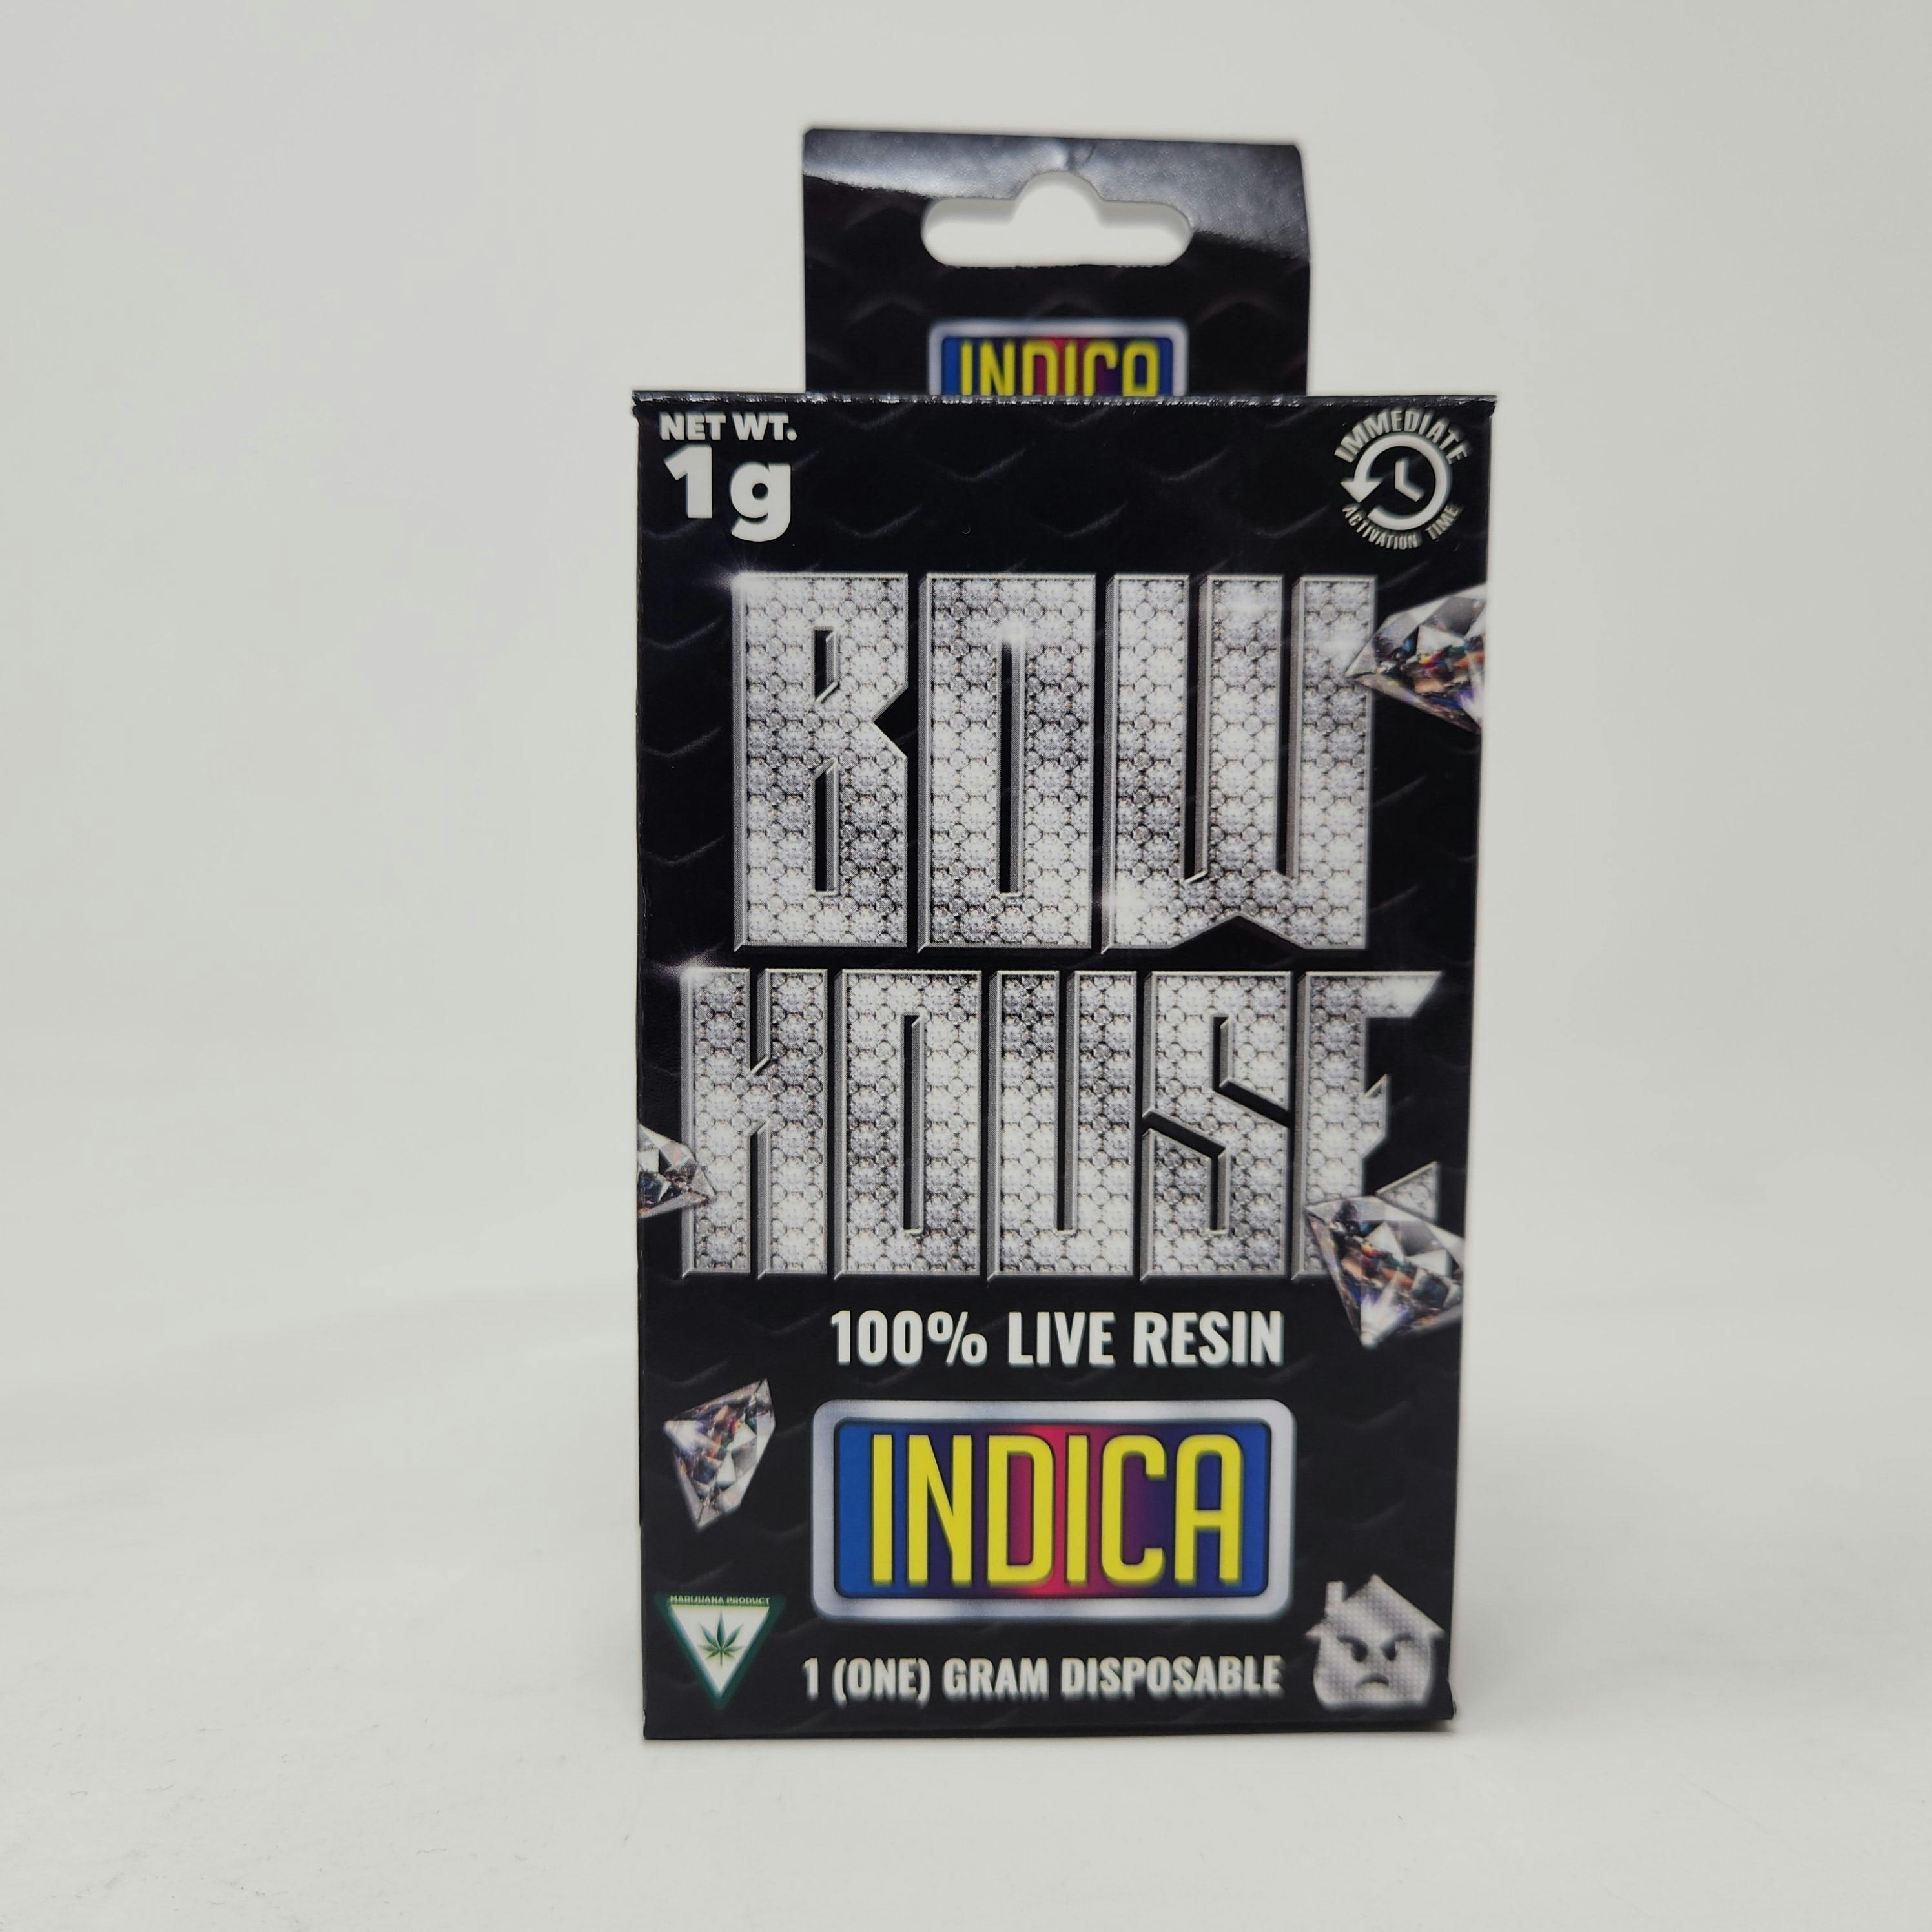 INDICA
NET WT.
1g
IMMEDIATE
ACTIVATION TIME
BOW
HOUSE
100% LIVE RESIN
INDICA
MARIJUANA PRODUCT
1 (ONE) GRAM DISPOSABLE